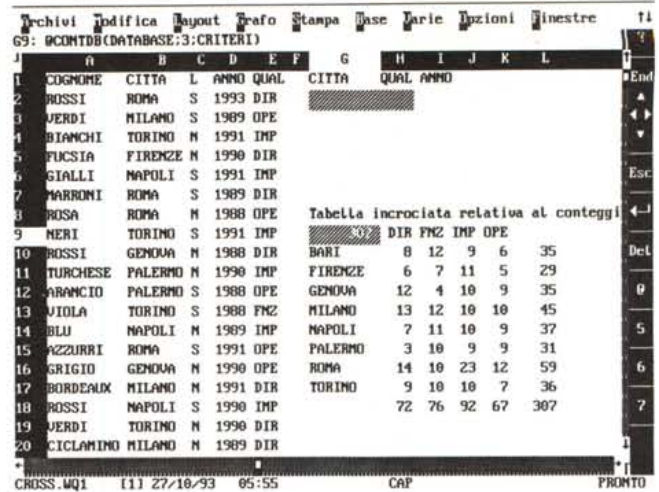 Archivi Modifica Layout Grafo Stampa Base Varie Opzioni Finestre ↑↓
G9: @CONTDB(DATABASE;3;CRITERI) ?
A B C D E F G H I J K L
1 COGNOME CITTA L ANNO QUAL CITTA QUAL ANNO End
2 ROSSI ROMA S 1993 DIR
3 VERDI MILANO S 1989 OPE
4 BIANCHI TORINO N 1991 IMP
5 FUCSIA FIRENZE N 1990 DIR
6 GIALLI NAPOLI S 1991 IMP Esc
7 MARRONI ROMA S 1989 DIR
8 ROSA ROMA N 1988 OPE Tabella incrociata relativa al conteggi
9 NERI TORINO S 1991 IMP 307 DIR FNZ IMP OPE
10 ROSSI GENOVA N 1988 DIR BARI 8 12 9 6 35 Del
11 TURCHESE PALERMO N 1990 IMP FIRENZE 6 7 11 5 29
12 ARANCIO PALERMO S 1988 OPE GENOVA 12 4 10 9 35 @
13 VIOLA TORINO S 1988 FNZ MILANO 13 12 10 10 45
14 BLU NAPOLI N 1989 IMP NAPOLI 7 11 10 9 37 5
15 AZZURRI ROMA S 1991 OPE PALERMO 3 10 9 9 31
16 GRIGIO GENOVA N 1990 OPE ROMA 14 10 23 12 59 6
17 BORDEAUX MILANO N 1991 DIR TORINO 9 10 10 7 36
18 ROSSI NAPOLI S 1990 IMP 72 76 92 67 307 7
19 VERDI TORINO N 1990 DIR
20 CICLAMINO MILANO N 1989 DIR
CROSS.WQ1 [1] 27/10/93 05:55 CAP PRONTO